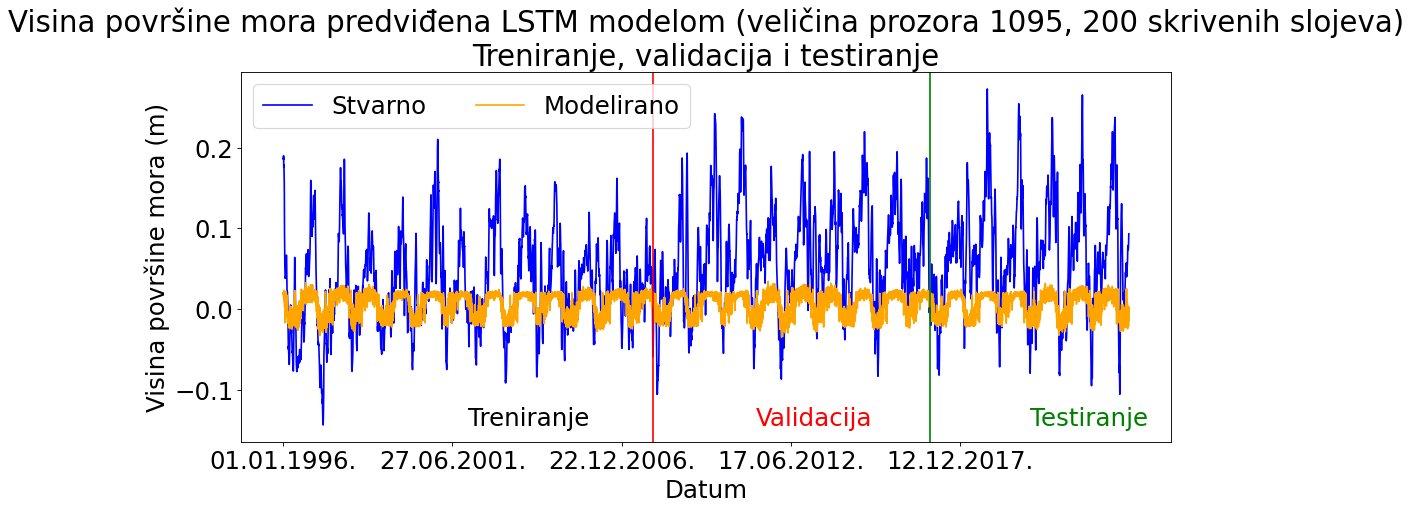 Visina površine mora predviđena LSTM modelom (veličina prozora 1095, 200 skrivenih slojeva)
Treniranje, validacija i testiranje
Stvarno
Modelirano
Visina površine mora (m)
0.2
0.1
0.0
−0.1
Treniranje
Validacija
Testiranje
01.01.1996.
27.06.2001.
22.12.2006.
17.06.2012.
12.12.2017.
Datum